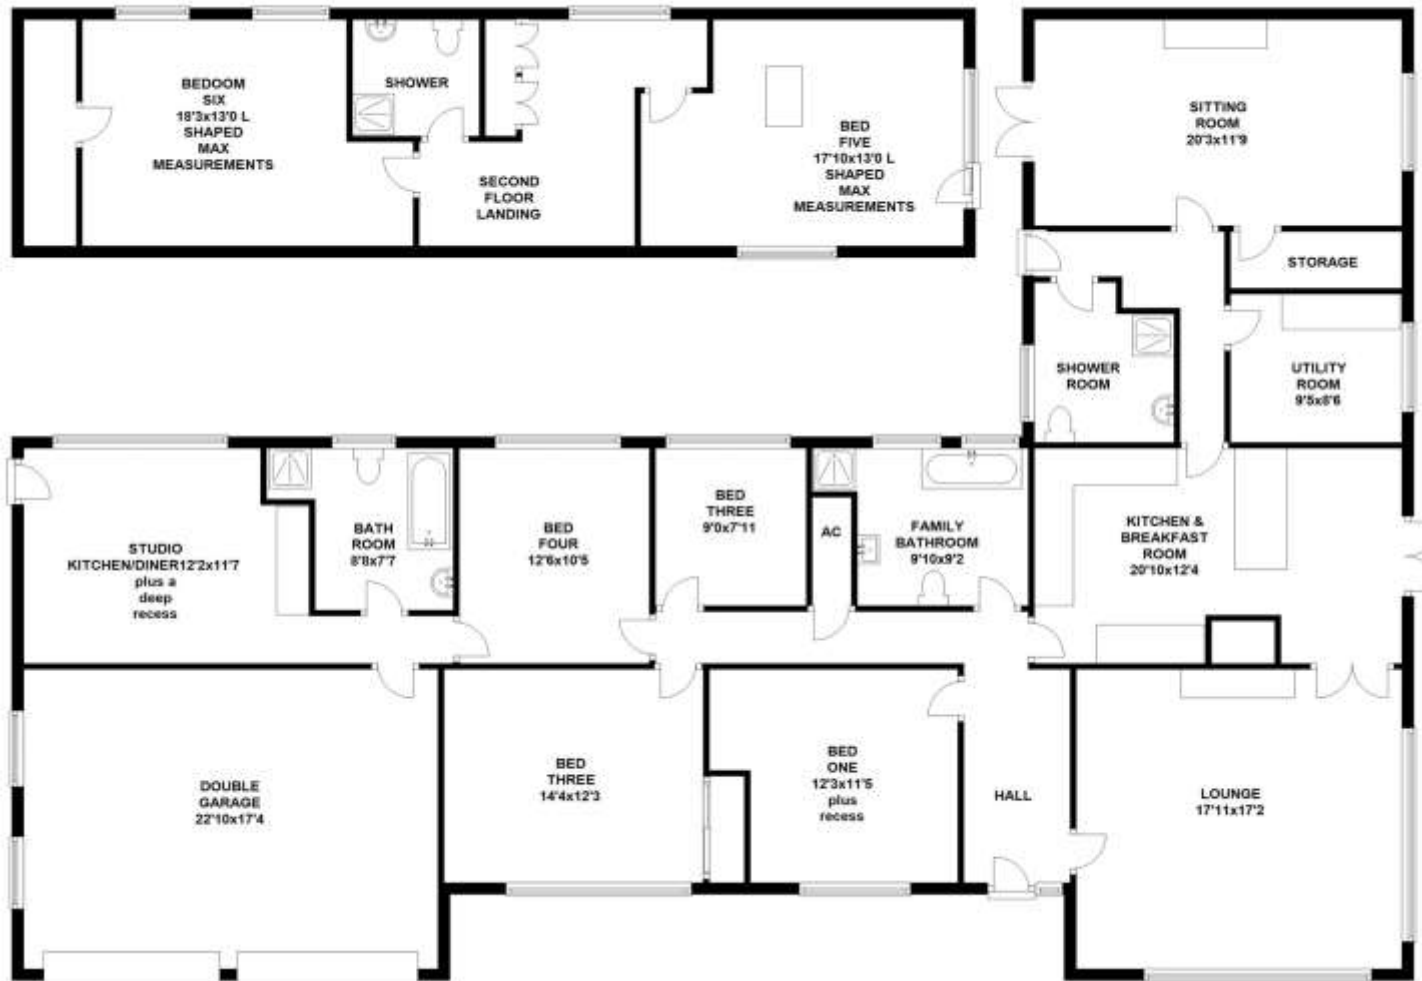 BEDOOM
SIX
18'3x13'0 L
SHAPED
MAX
MEASUREMENTS
SHOWER
SECOND
FLOOR
LANDING
BED
FIVE
17'10x13'0 L
SHAPED
MAX
MEASUREMENTS
SITTING
ROOM
20'3x11'9
STORAGE
SHOWER
ROOM
UTILITY
ROOM
9'5x8'6
STUDIO
KITCHEN/DINER12'2x11'7
plus a
deep
recess
BATH
ROOM
8'8x7'7
BED
FOUR
12'6x10'5
BED
THREE
9'0x7'11
AC
FAMILY
BATHROOM
9'10x9'2
KITCHEN &
BREAKFAST
ROOM
20'10x12'4
DOUBLE
GARAGE
22'10x17'4
BED
THREE
14'4x12'3
BED
ONE
12'3x11'5
plus
recess
HALL
LOUNGE
17'11x17'2